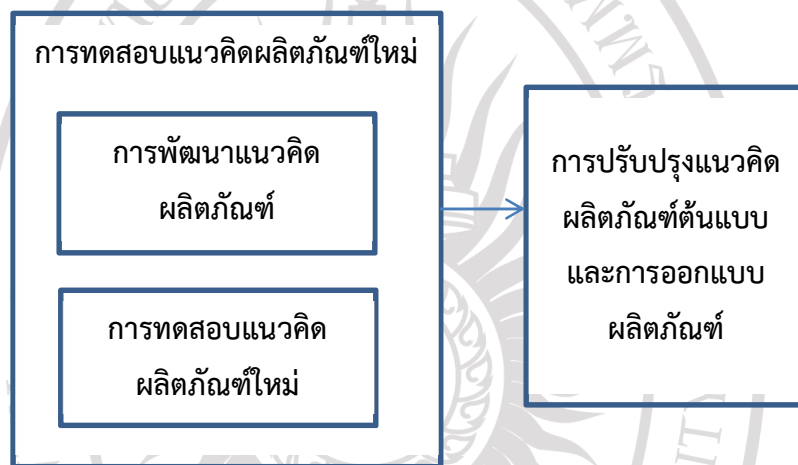 การทดสอบแนวคิดผลิตภัณฑ์ใหม่
การพัฒนาแนวคิด
ผลิตภัณฑ์
การทดสอบแนวคิด
ผลิตภัณฑ์ใหม่
การปรับปรุงแนวคิด
ผลิตภัณฑ์ต้นแบบ
และการออกแบบ
ผลิตภัณฑ์